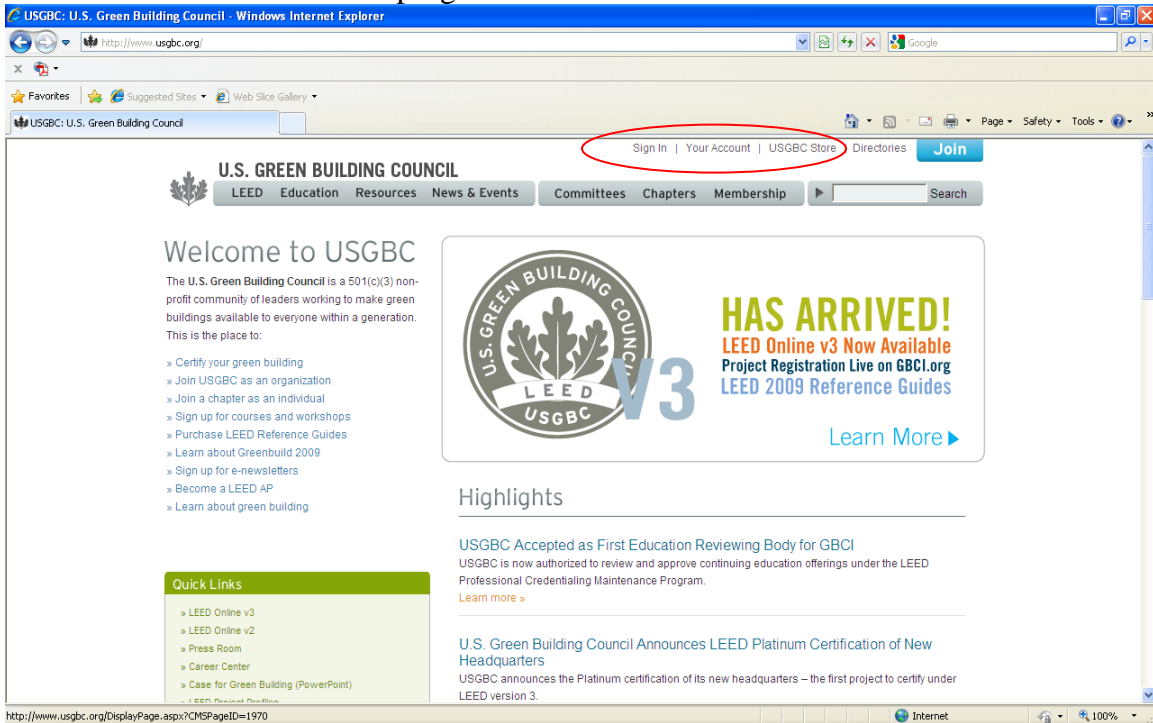 USGBC: U.S. Green Building Council - Windows Internet Explorer
http://www.usgbc.org/
Google
x
Favorites
Suggested Sites
Web Slice Gallery
USGBC: U.S. Green Building Council
Page Safety Tools
»
Sign In | Your Account | USGBC Store Directories Join
U.S. GREEN BUILDING COUNCIL
LEED Education Resources News & Events Committees Chapters Membership Search
Welcome to USGBC
The U.S. Green Building Council is a 501(c)(3) non-
profit community of leaders working to make green
buildings available to everyone within a generation.
This is the place to:
» Certify your green building
» Join USGBC as an organization
» Join a chapter as an individual
» Sign up for courses and workshops
» Purchase LEED Reference Guides
» Learn about Greenbuild 2009
» Sign up for e-newsletters
» Become a LEED AP
» Learn about green building
U.S. GREEN BUILDING COUNCIL
LEED
USGBC
V3
HAS ARRIVED!
LEED Online v3 Now Available
Project Registration Live on GBCI.org
LEED 2009 Reference Guides
Learn More
Highlights
USGBC Accepted as First Education Reviewing Body for GBCI
USGBC is now authorized to review and approve continuing education offerings under the LEED
Professional Credentialing Maintenance Program.
Learn more »
U.S. Green Building Council Announces LEED Platinum Certification of New
Headquarters
USGBC announces the Platinum certification of its new headquarters – the first project to certify under
LEED version 3.
Quick Links
» LEED Online v3
» LEED Online v2
» Press Room
» Career Center
» Case for Green Building (PowerPoint)
» LEED Project Profiles
http://www.usgbc.org/DisplayPage.aspx?CMSPageID=1970
Internet
100%